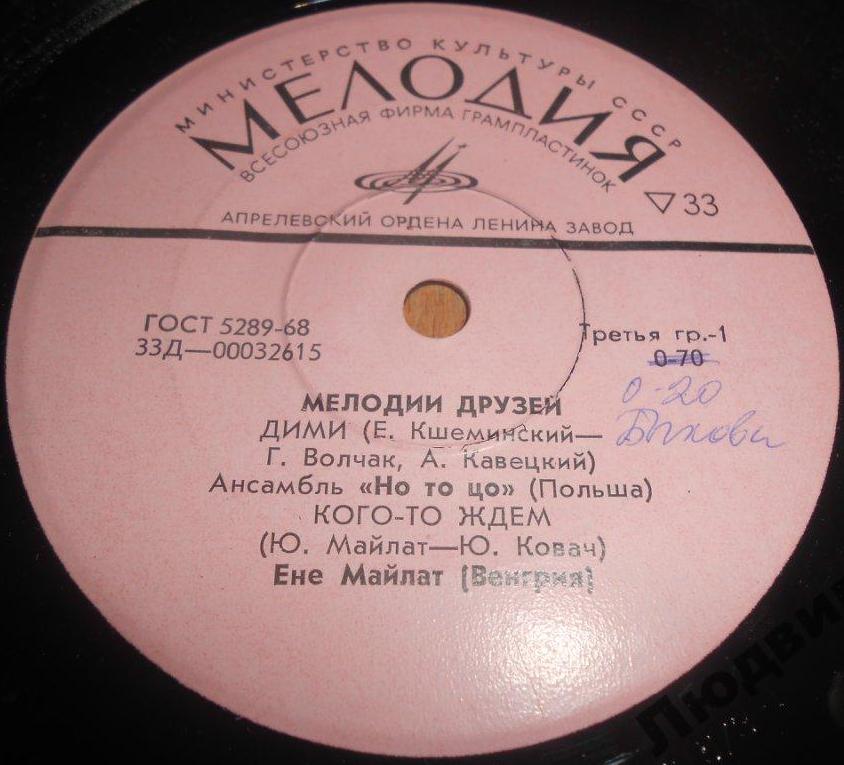 МИНИСТЕРСТВО КУЛЬТУРЫ СССР
МЕЛОДИЯ
ВСЕСОЮЗНАЯ ФИРМА ГРАМПЛАСТИНОК
▽33
АПРЕЛЕВСКИЙ ОРДЕНА ЛЕНИНА ЗАВОД
ГОСТ 5289-68
33Д—00032615
Третья гр.-1
0-70
0-20
МЕЛОДИИ ДРУЗЕЙ
ДИМИ (Е. Кшеминский—
Г. Волчак, А. Кавецкий)
Ансамбль «Но то цо» (Польша)
КОГО-ТО ЖДЕМ
(Ю. Майлат—Ю. Ковач)
Ене Майлат (Венгрия)